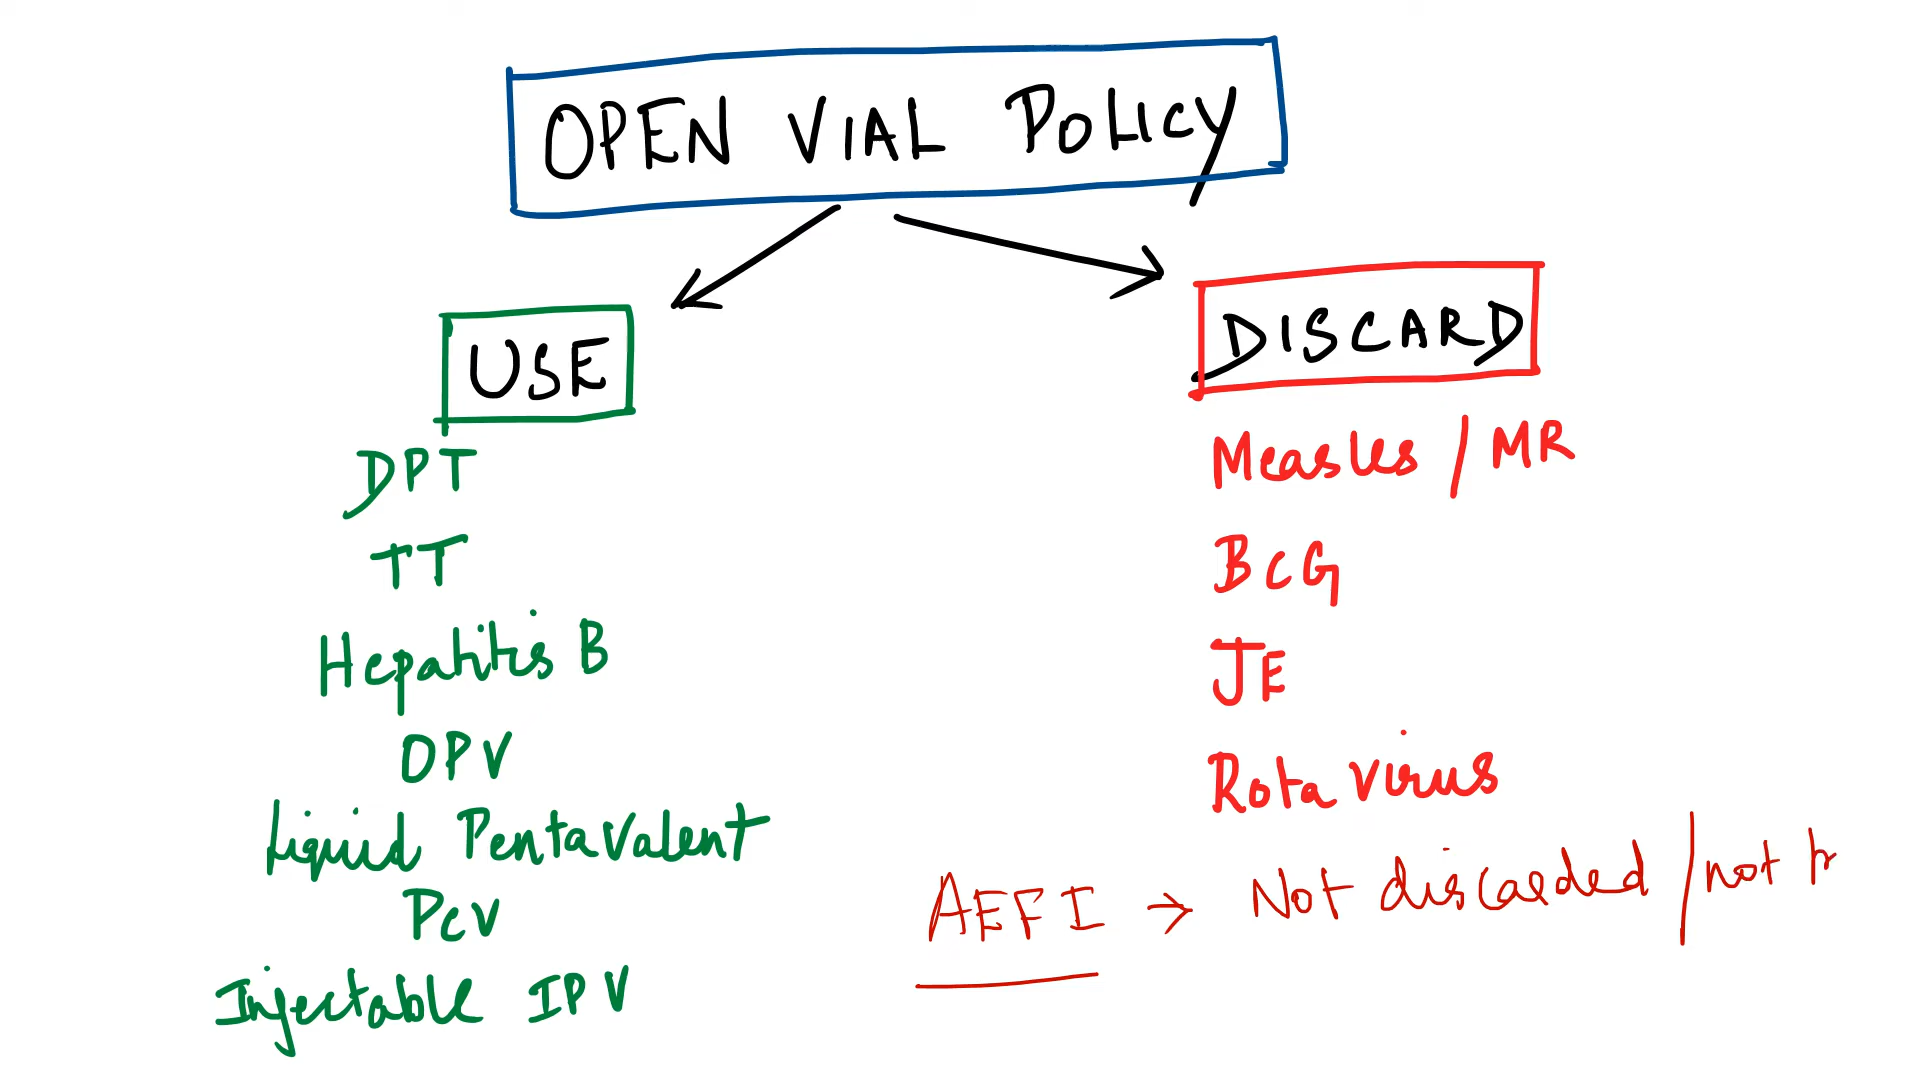 OPEN VIAL POLICY
USE
DPT
TT
Hepatitis B
OPV
Liquid Pentavalent
PCV
Injectable IPV
DISCARD
Measles / MR
BCG
JE
Rota virus
AEFI → Not discarded / not